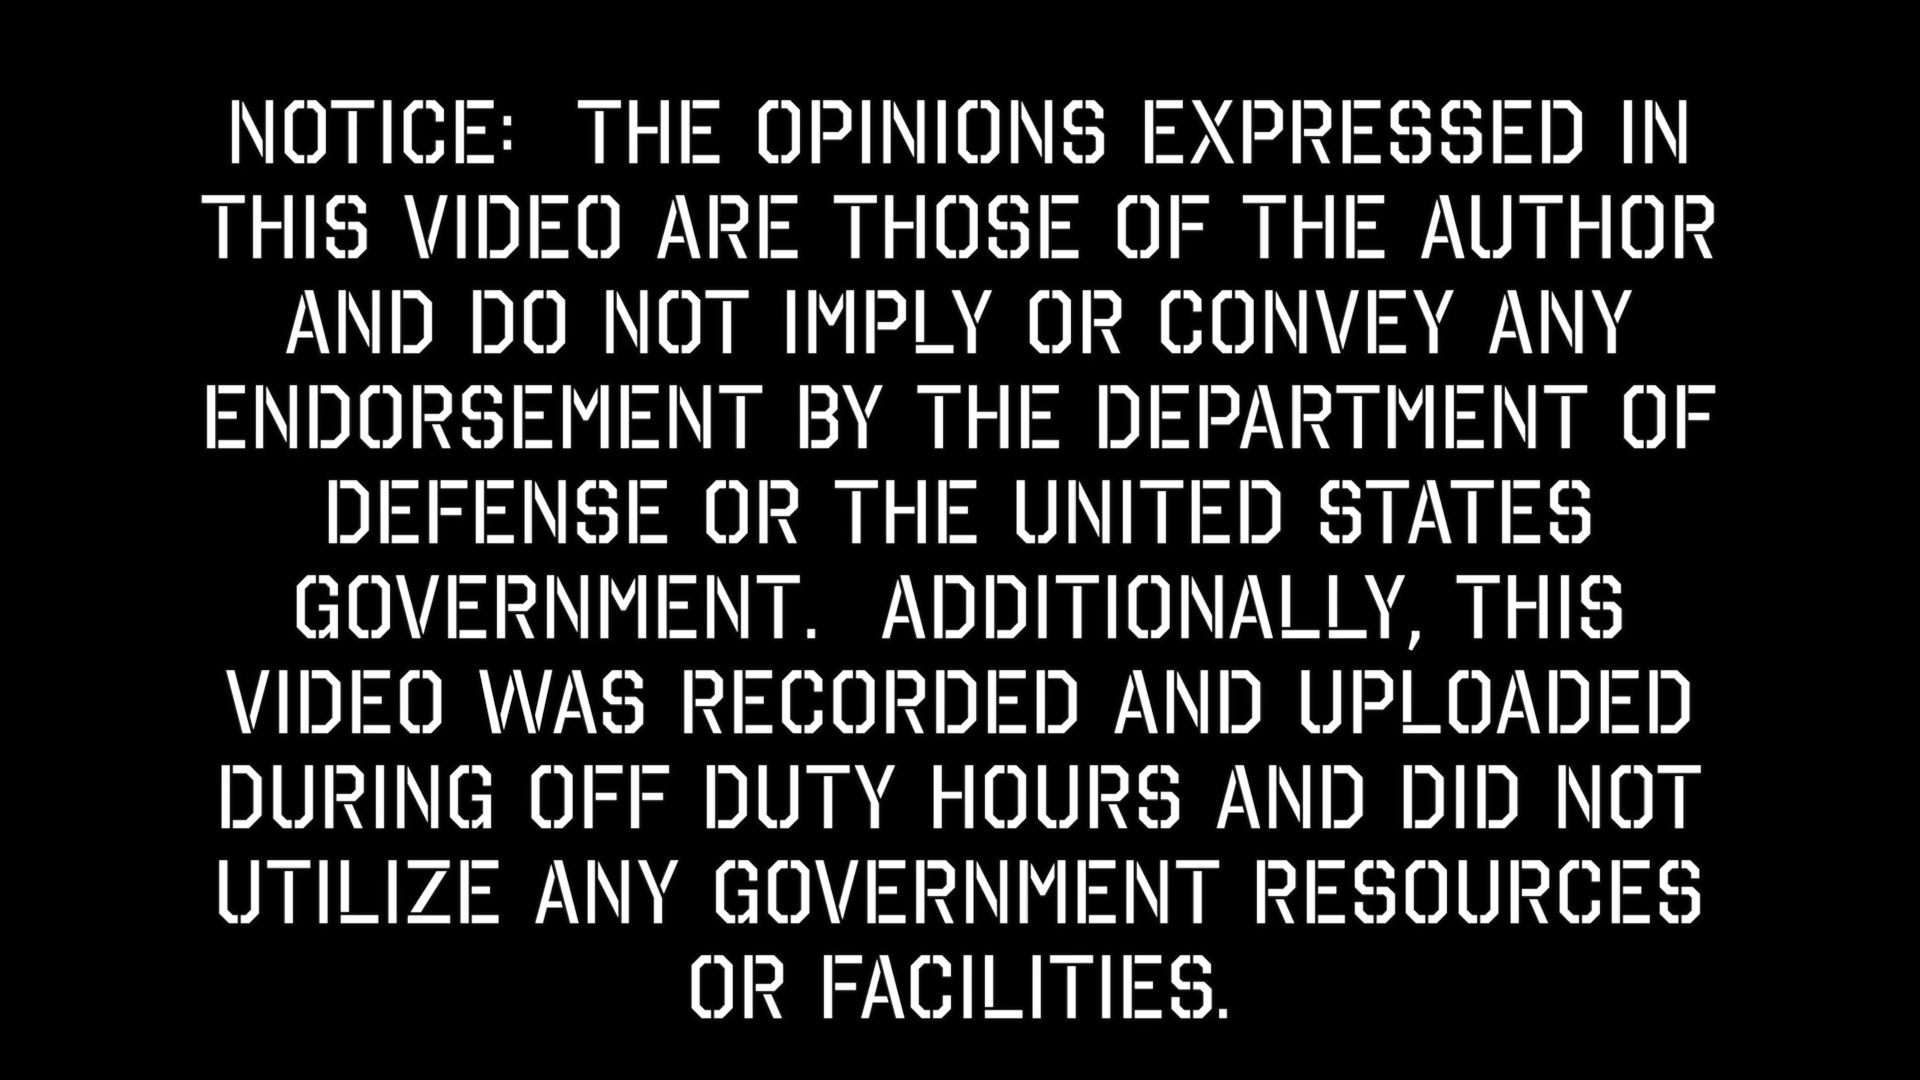 NOTICE:  THE OPINIONS EXPRESSED IN
THIS VIDEO ARE THOSE OF THE AUTHOR
AND DO NOT IMPLY OR CONVEY ANY
ENDORSEMENT BY THE DEPARTMENT OF
DEFENSE OR THE UNITED STATES
GOVERNMENT.  ADDITIONALLY, THIS
VIDEO WAS RECORDED AND UPLOADED
DURING OFF DUTY HOURS AND DID NOT
UTILIZE ANY GOVERNMENT RESOURCES
OR FACILITIES.